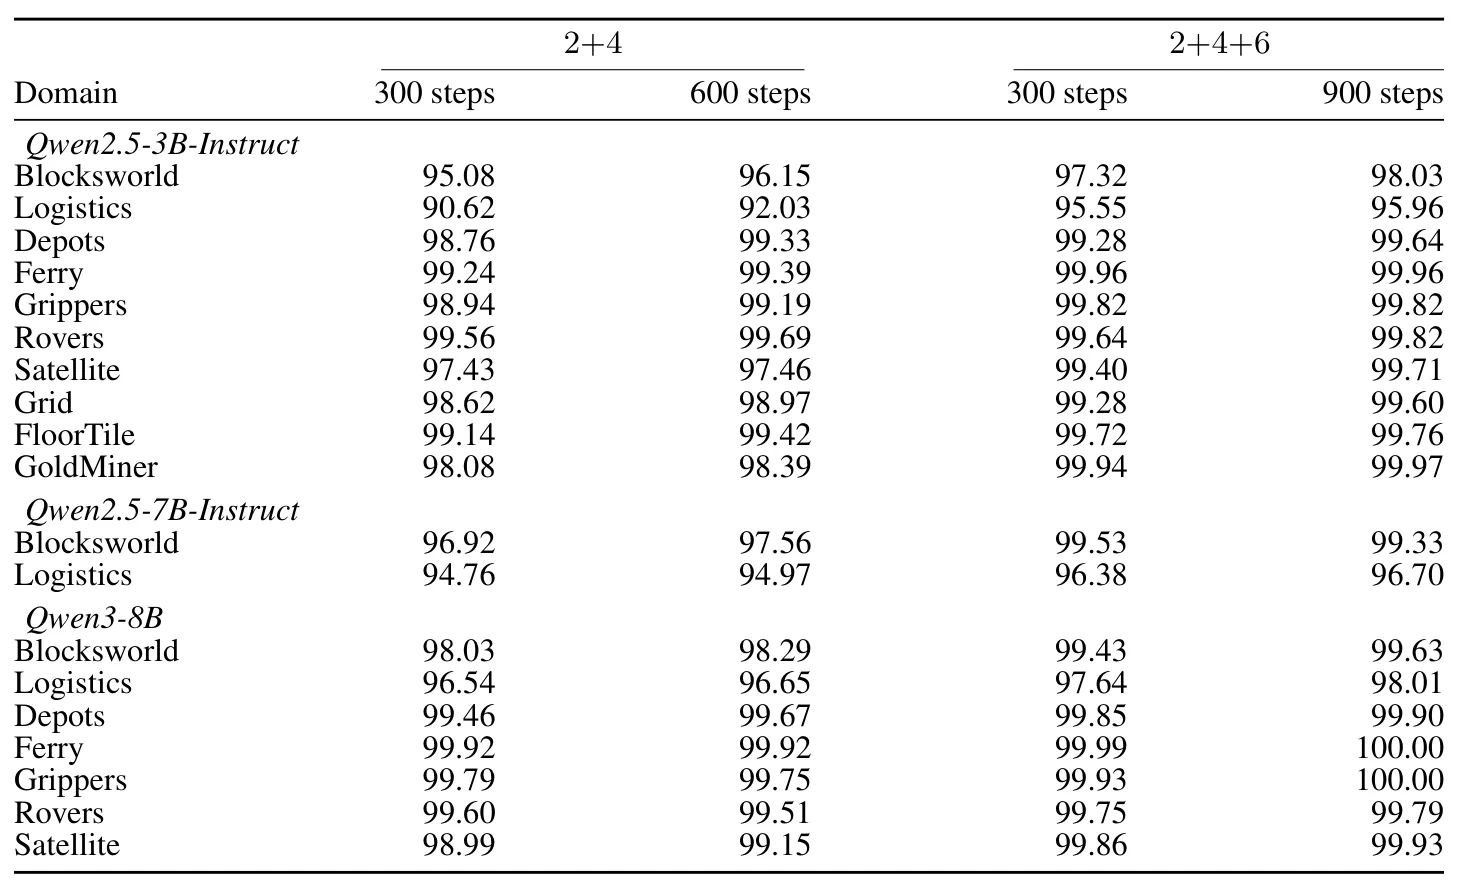 2+4 2+4+6
Domain 300 steps 600 steps 300 steps 900 steps
Qwen2.5-3B-Instruct
Blocksworld 95.08 96.15 97.32 98.03
Logistics 90.62 92.03 95.55 95.96
Depots 98.76 99.33 99.28 99.64
Ferry 99.24 99.39 99.96 99.96
Grippers 98.94 99.19 99.82 99.82
Rovers 99.56 99.69 99.64 99.82
Satellite 97.43 97.46 99.40 99.71
Grid 98.62 98.97 99.28 99.60
FloorTile 99.14 99.42 99.72 99.76
GoldMiner 98.08 98.39 99.94 99.97
Qwen2.5-7B-Instruct
Blocksworld 96.92 97.56 99.53 99.33
Logistics 94.76 94.97 96.38 96.70
Qwen3-8B
Blocksworld 98.03 98.29 99.43 99.63
Logistics 96.54 96.65 97.64 98.01
Depots 99.46 99.67 99.85 99.90
Ferry 99.92 99.92 99.99 100.00
Grippers 99.79 99.75 99.93 100.00
Rovers 99.60 99.51 99.75 99.79
Satellite 98.99 99.15 99.86 99.93